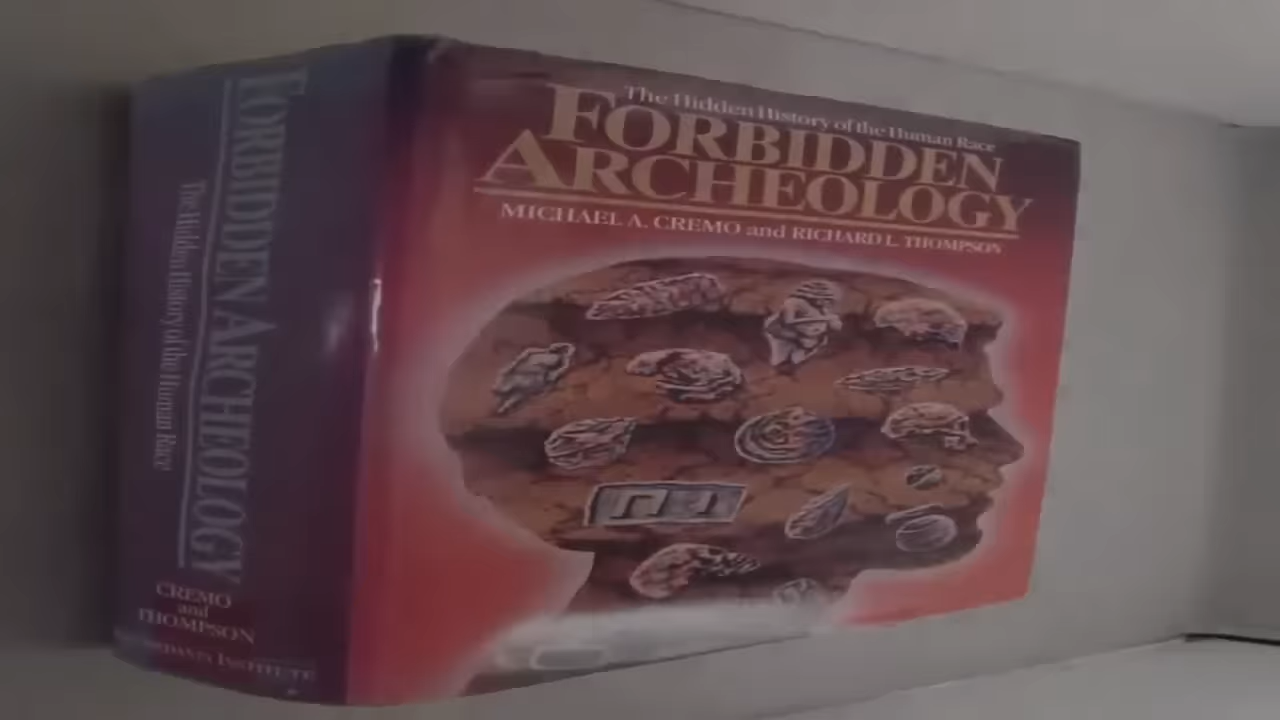 The Hidden History of the Human Race
FORBIDDEN
ARCHEOLOGY
MICHAEL A. CREMO and RICHARD L. THOMPSON
FORBIDDEN ARCHEOLOGY
The Hidden History of the Human Race
CREMO
and
THOMPSON
INSTITUTE